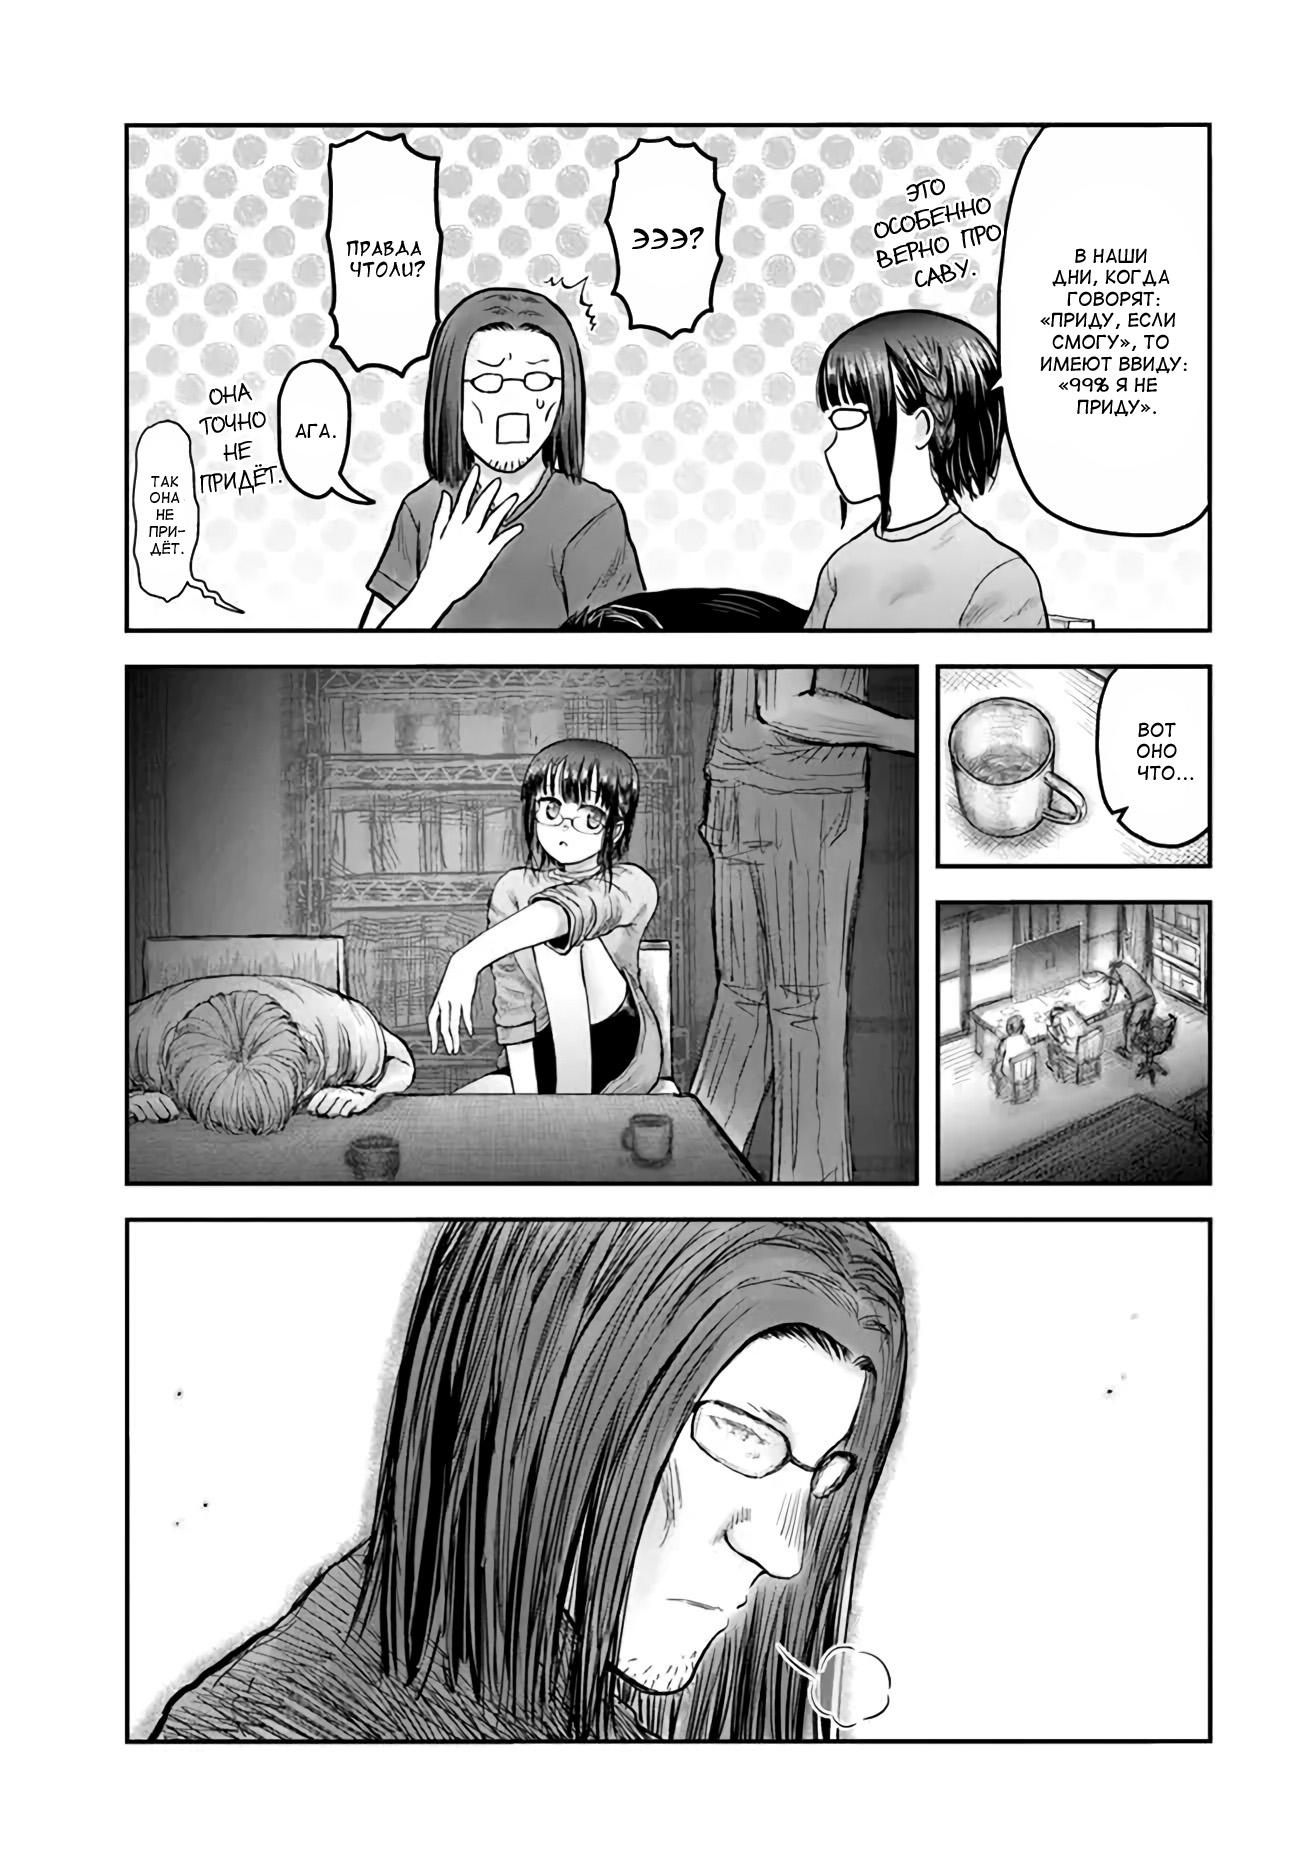 В НАШИ
ДНИ, КОГДА
ГОВОРЯТ:
«ПРИДУ, ЕСЛИ
СМОГУ», ТО
ИМЕЮТ ВВИДУ:
«99% Я НЕ
ПРИДУ».
ЭТО
ОСОБЕННО
ВЕРНО ПРО
САВУ.
ЭЭЭ?
ПРАВДА
ЧТОЛИ?
АГА.
ОНА
ТОЧНО
НЕ
ПРИДЁТ.
ТАК
ОНА
НЕ
ПРИ-
ДЁТ.
ВОТ
ОНО
ЧТО...